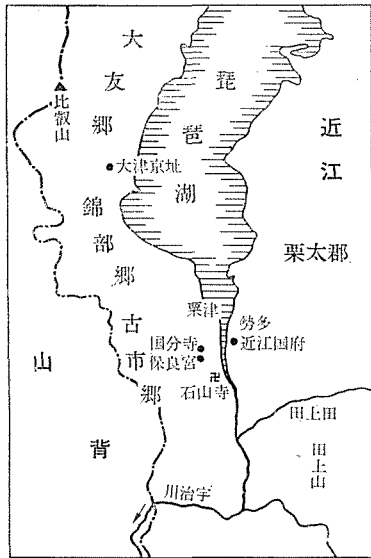 大友郷
琵琶湖
近江
比叡山
大津京址
錦部郷
栗太郡
粟津
勢多
近江国府
国分寺
保良宮
古市郷
石山寺
山背
田上田
田上山
川治宇